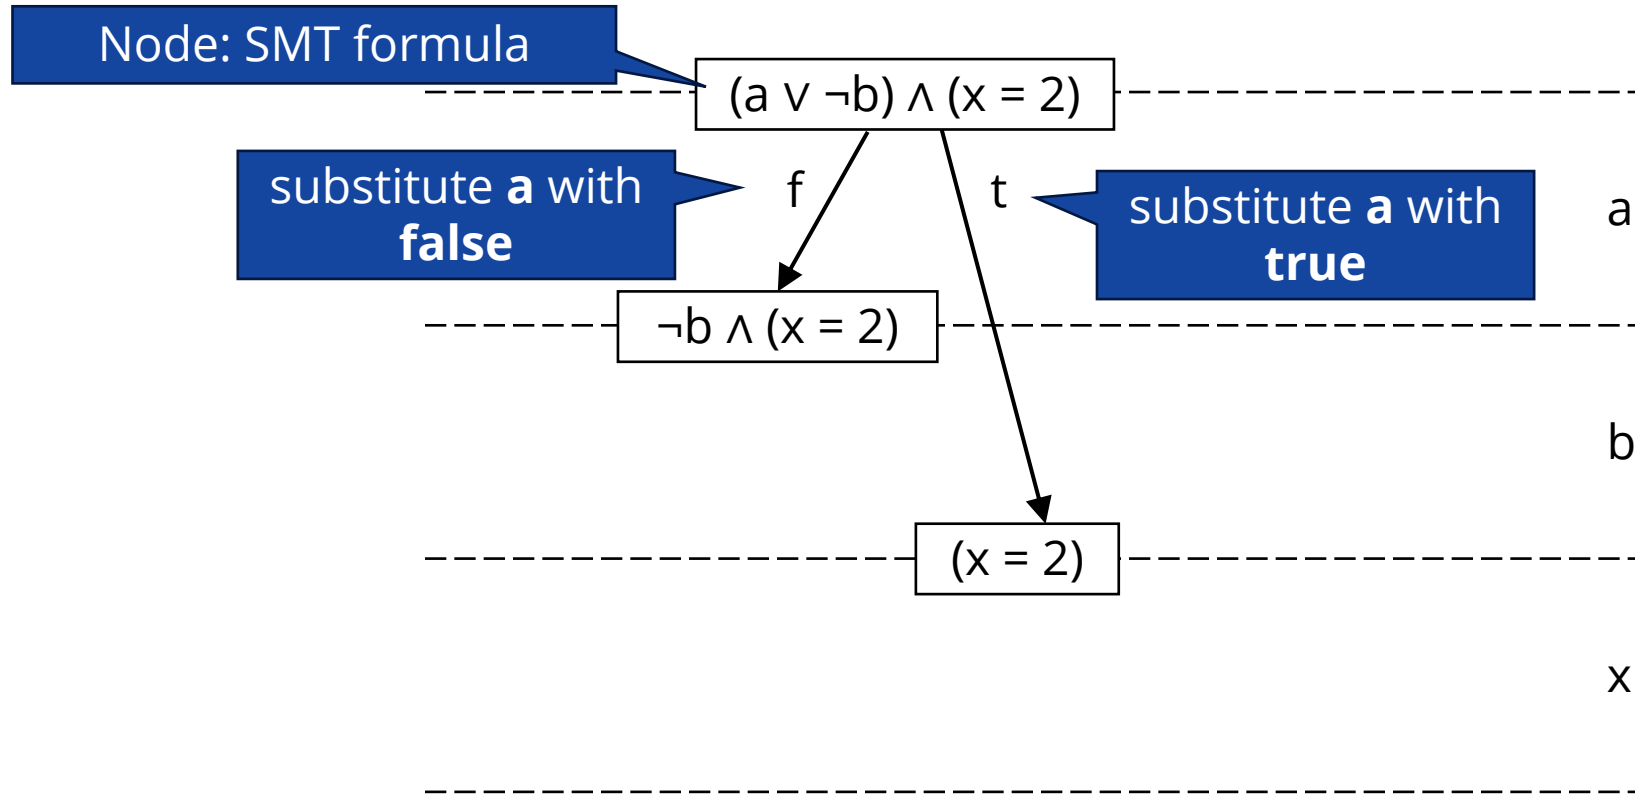 Node: SMT formula
(a ∨ ¬b) ∧ (x = 2)
substitute a with
false
f
t
substitute a with
true
a
¬b ∧ (x = 2)
b
(x = 2)
x